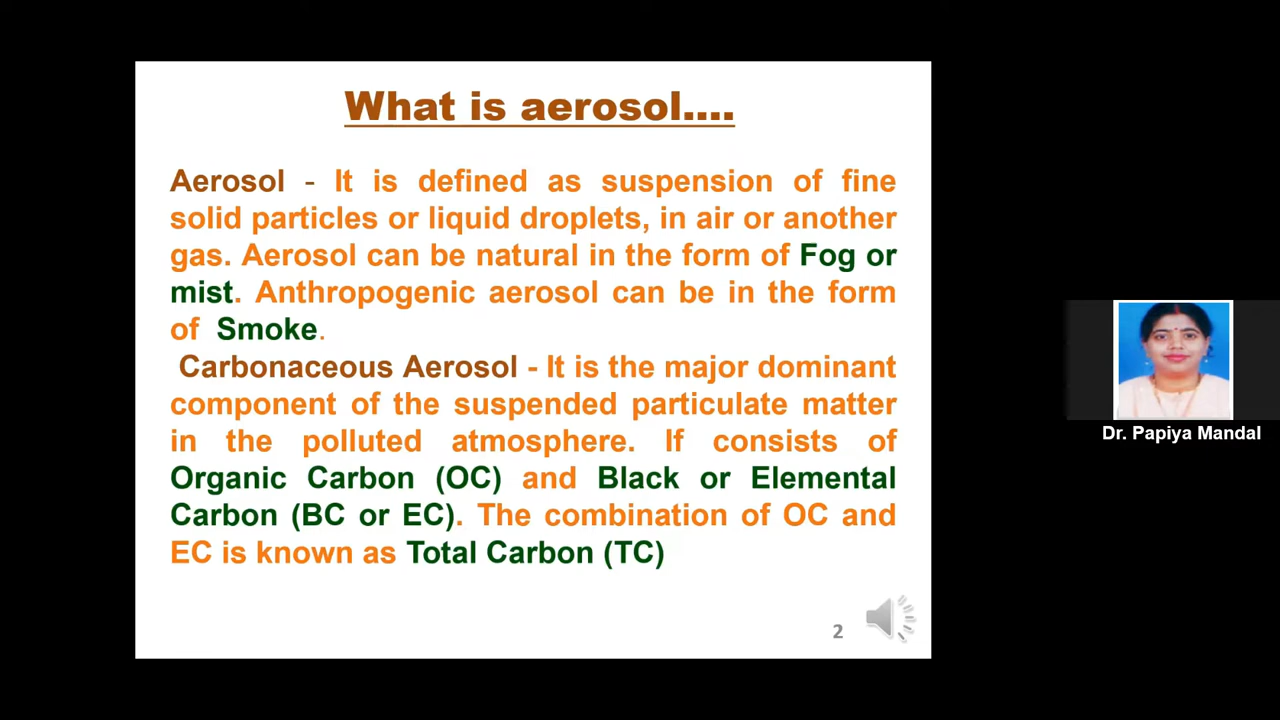 What is aerosol....
Aerosol - It is defined as suspension of fine
solid particles or liquid droplets, in air or another
gas. Aerosol can be natural in the form of Fog or
mist. Anthropogenic aerosol can be in the form
of Smoke.
Carbonaceous Aerosol - It is the major dominant
component of the suspended particulate matter
in the polluted atmosphere. If consists of
Organic Carbon (OC) and Black or Elemental
Carbon (BC or EC). The combination of OC and
EC is known as Total Carbon (TC)
2
Dr. Papiya Mandal